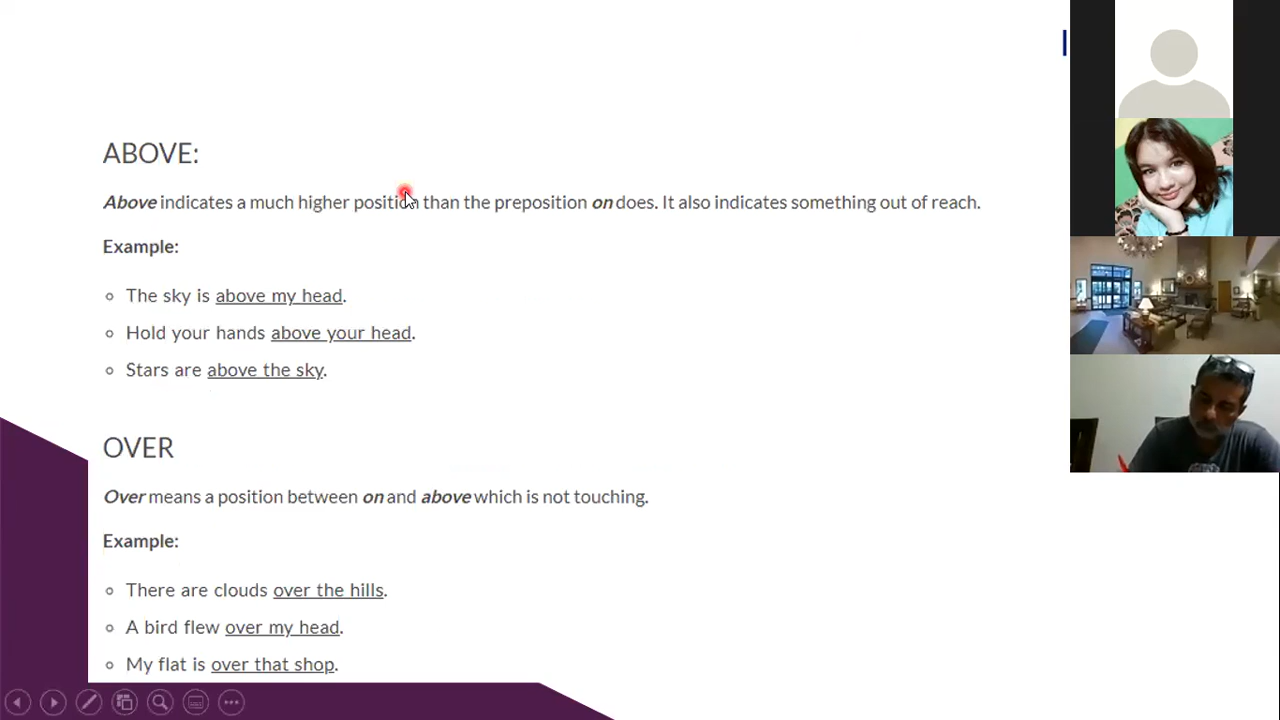 ABOVE:
Above indicates a much higher position than the preposition on does. It also indicates something out of reach.
Example:
The sky is above my head.
Hold your hands above your head.
Stars are above the sky.
OVER
Over means a position between on and above which is not touching.
Example:
There are clouds over the hills.
A bird flew over my head.
My flat is over that shop.